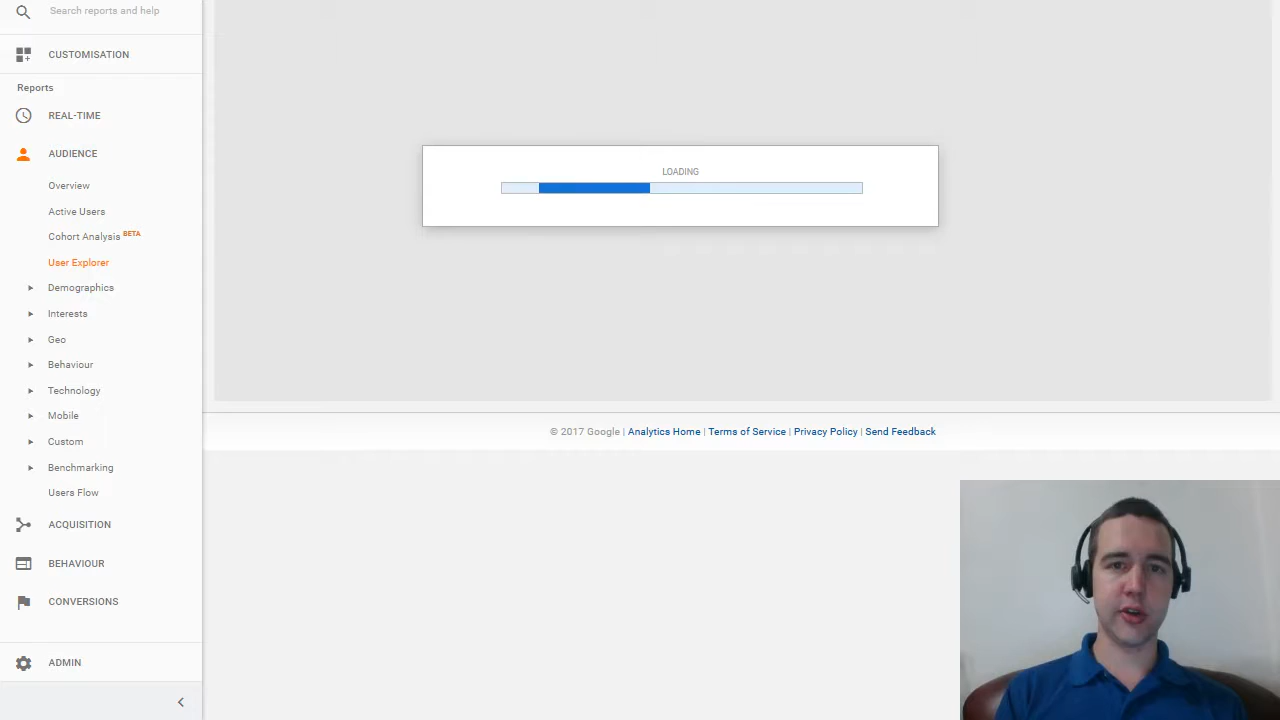 Search reports and help
CUSTOMISATION
Reports
REAL-TIME
AUDIENCE
Overview
Active Users
Cohort Analysis BETA
User Explorer
Demographics
Interests
Geo
Behaviour
Technology
Mobile
Custom
Benchmarking
Users Flow
ACQUISITION
BEHAVIOUR
CONVERSIONS
ADMIN
LOADING
© 2017 Google | Analytics Home | Terms of Service | Privacy Policy | Send Feedback